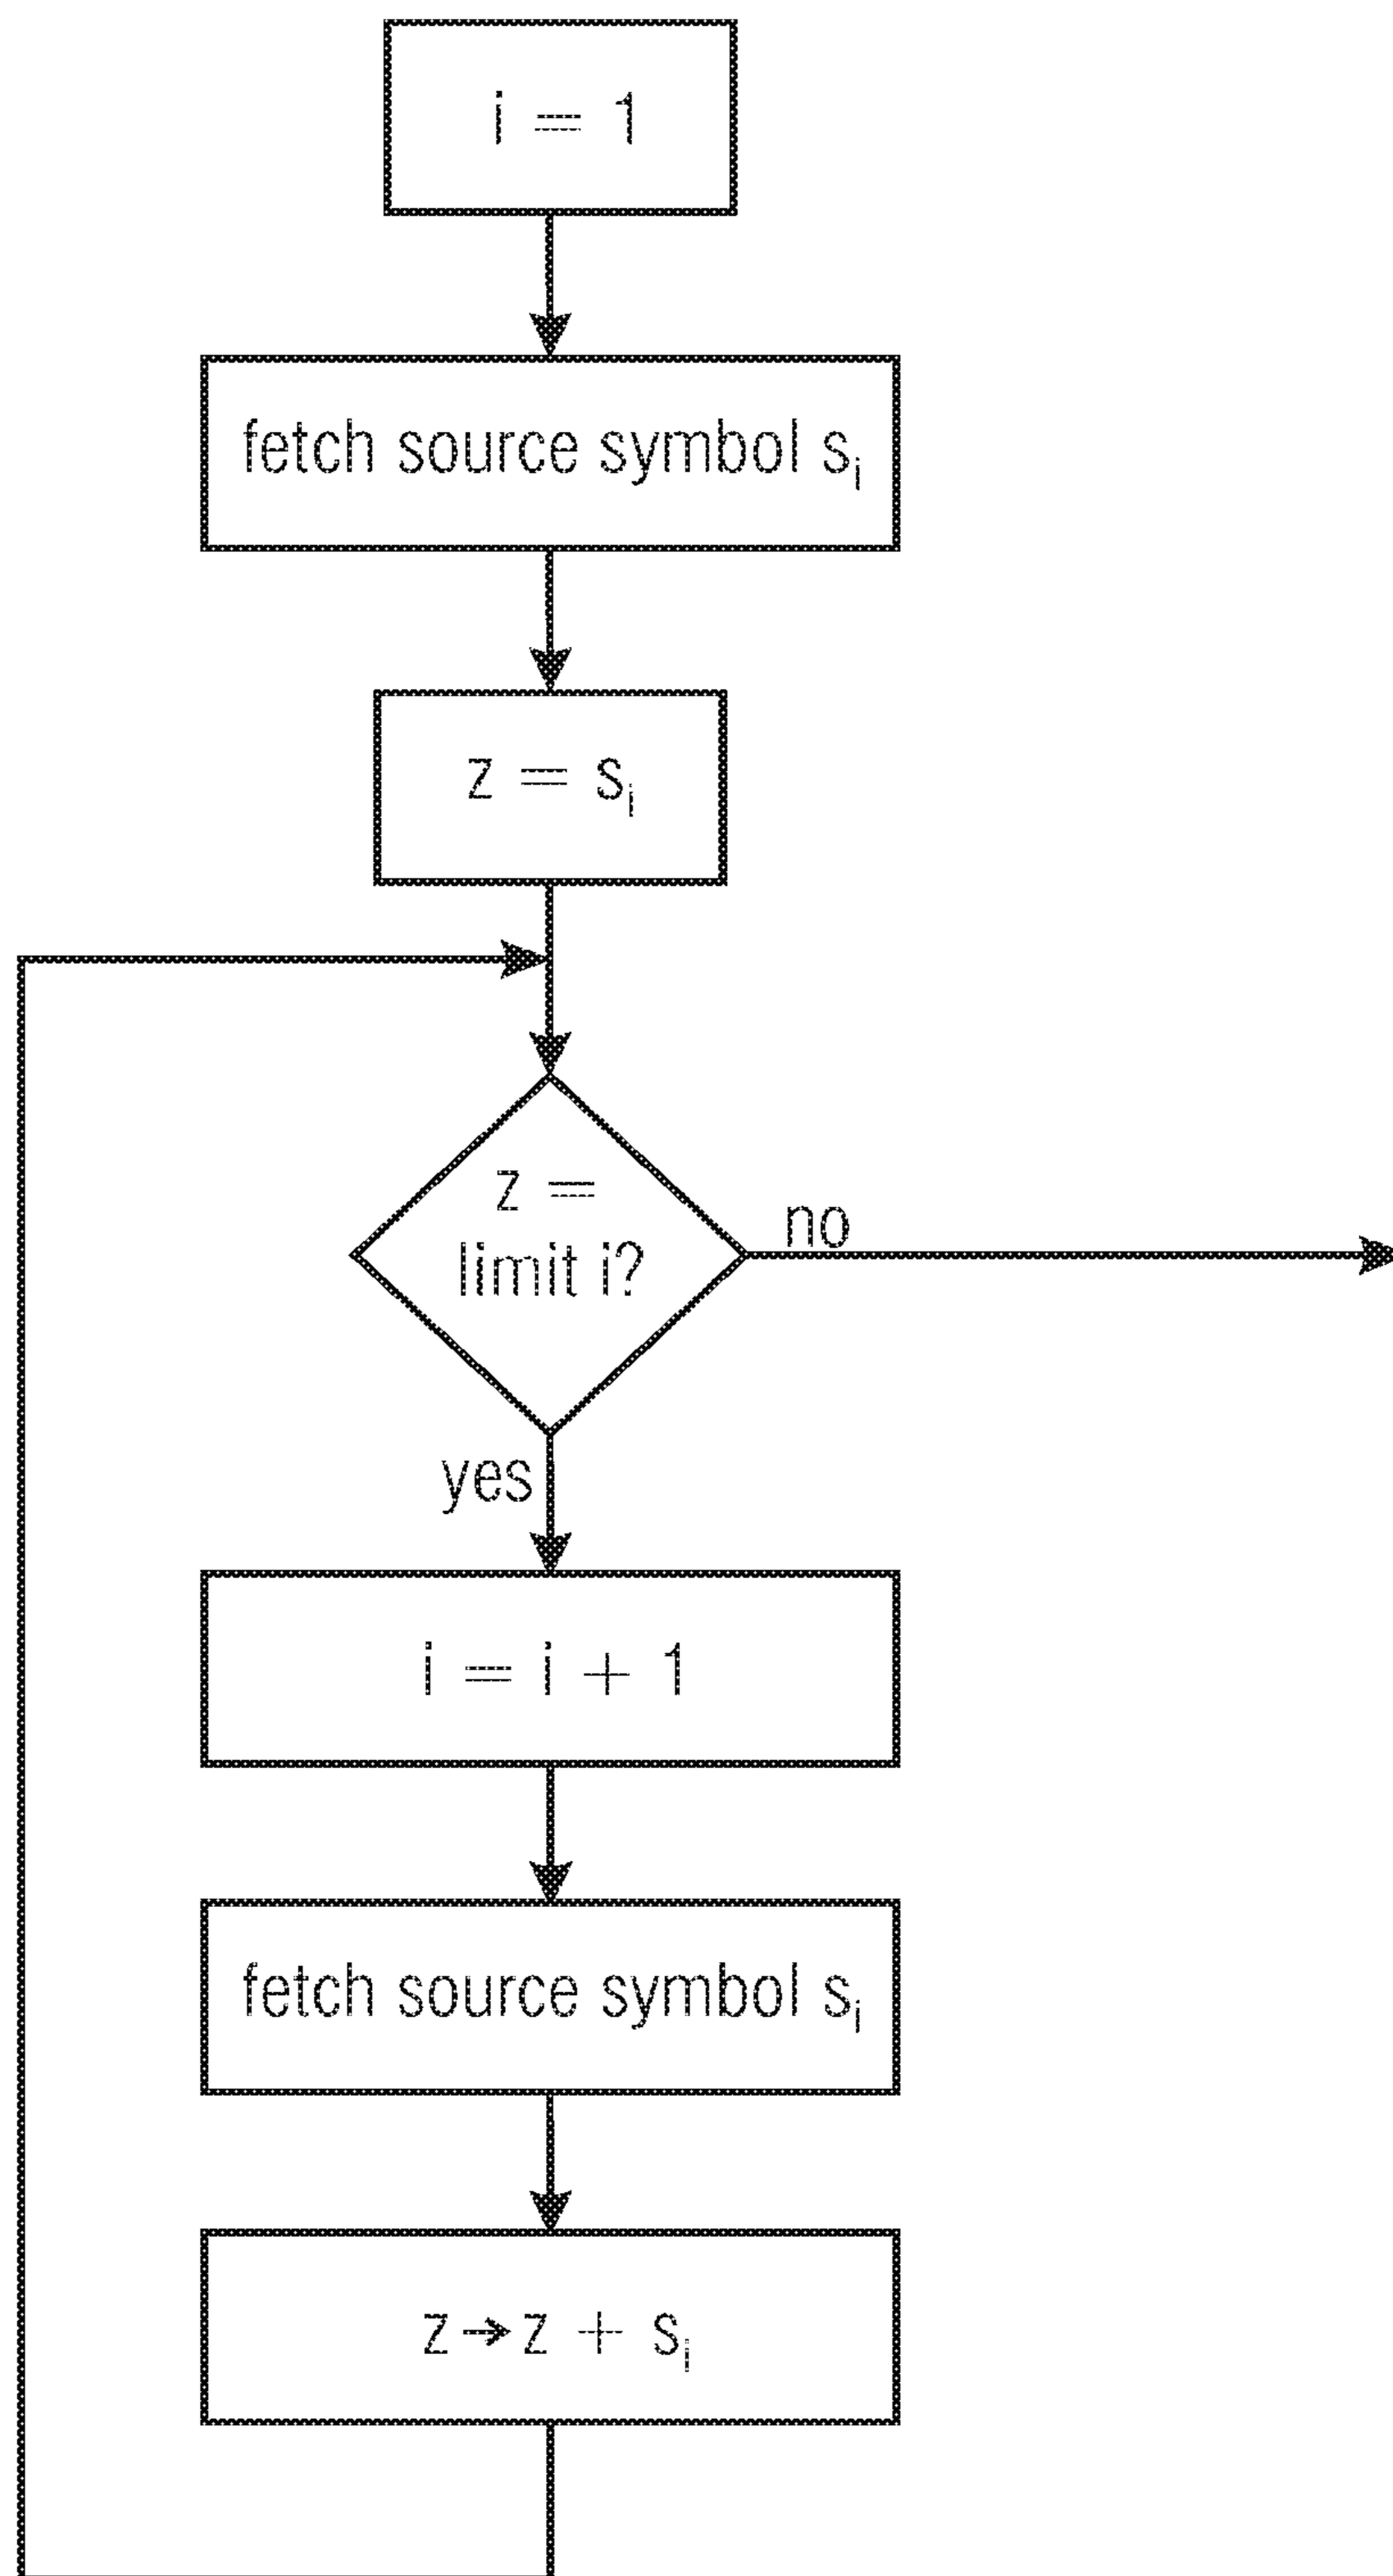 i = 1
fetch source symbol sᵢ
z = sᵢ
z =
limit i?
no
yes
i = i + 1
fetch source symbol sᵢ
z→z + sᵢ